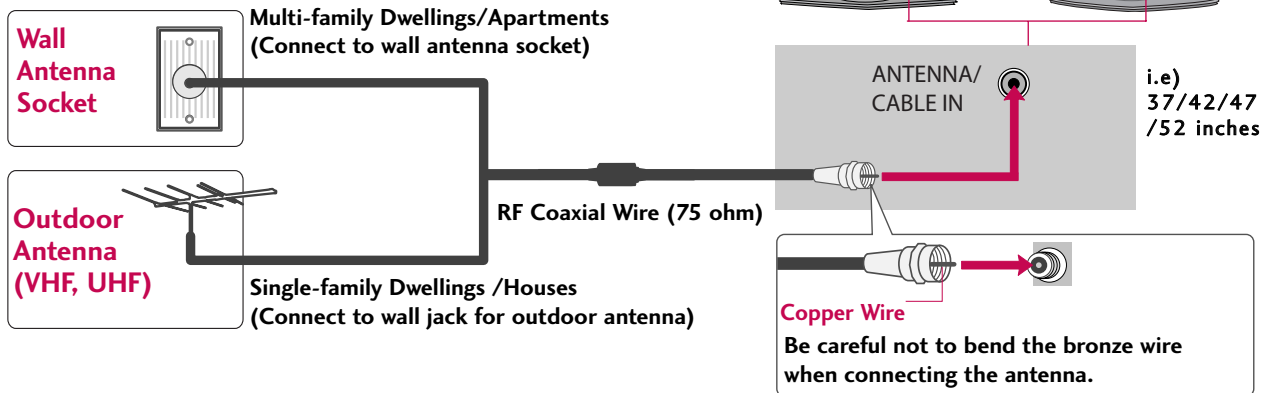 Multi-family Dwellings/Apartments
(Connect to wall antenna socket)
Wall
Antenna
Socket
ANTENNA/
CABLE IN
i.e)
37/42/47
/52 inches
RF Coaxial Wire (75 ohm)
Outdoor
Antenna
(VHF, UHF)
Single-family Dwellings /Houses
(Connect to wall jack for outdoor antenna)
Copper Wire
Be careful not to bend the bronze wire
when connecting the antenna.